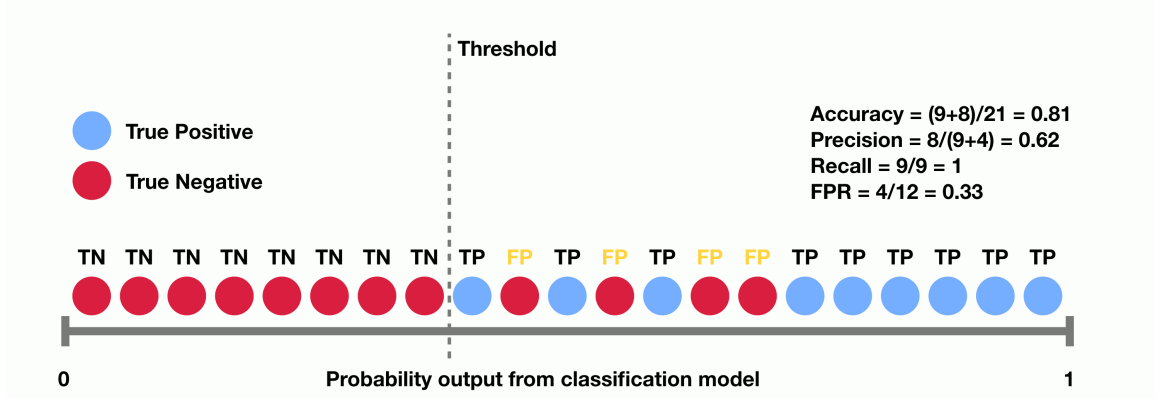 Threshold
True Positive
True Negative
Accuracy = (9+8)/21 = 0.81
Precision = 8/(9+4) = 0.62
Recall = 9/9 = 1
FPR = 4/12 = 0.33
TN TN TN TN TN TN TN TN TP FP TP FP TP FP FP TP TP TP TP TP TP
0 Probability output from classification model 1